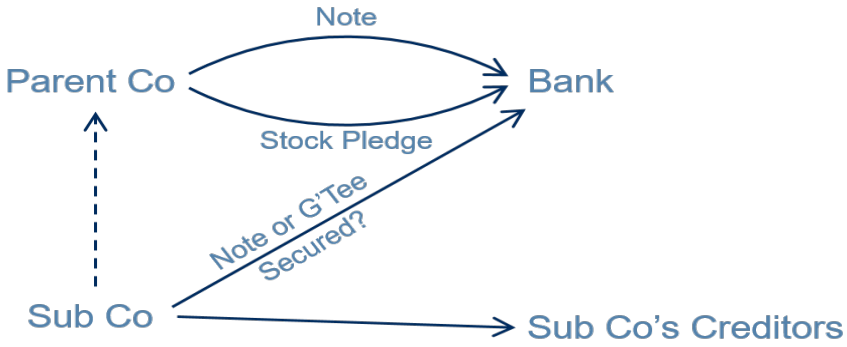 Note
Parent Co
Bank
Stock Pledge
Note or G'Tee
Secured?
Sub Co
Sub Co's Creditors